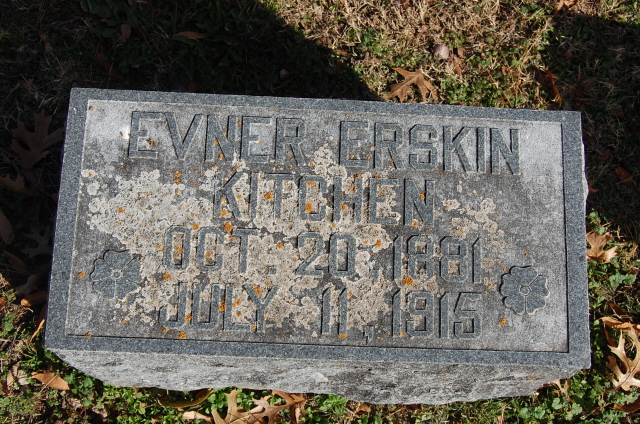 EVNER ERSKIN
KITCHEN
OCT. 20, 1881
JULY 11, 1915